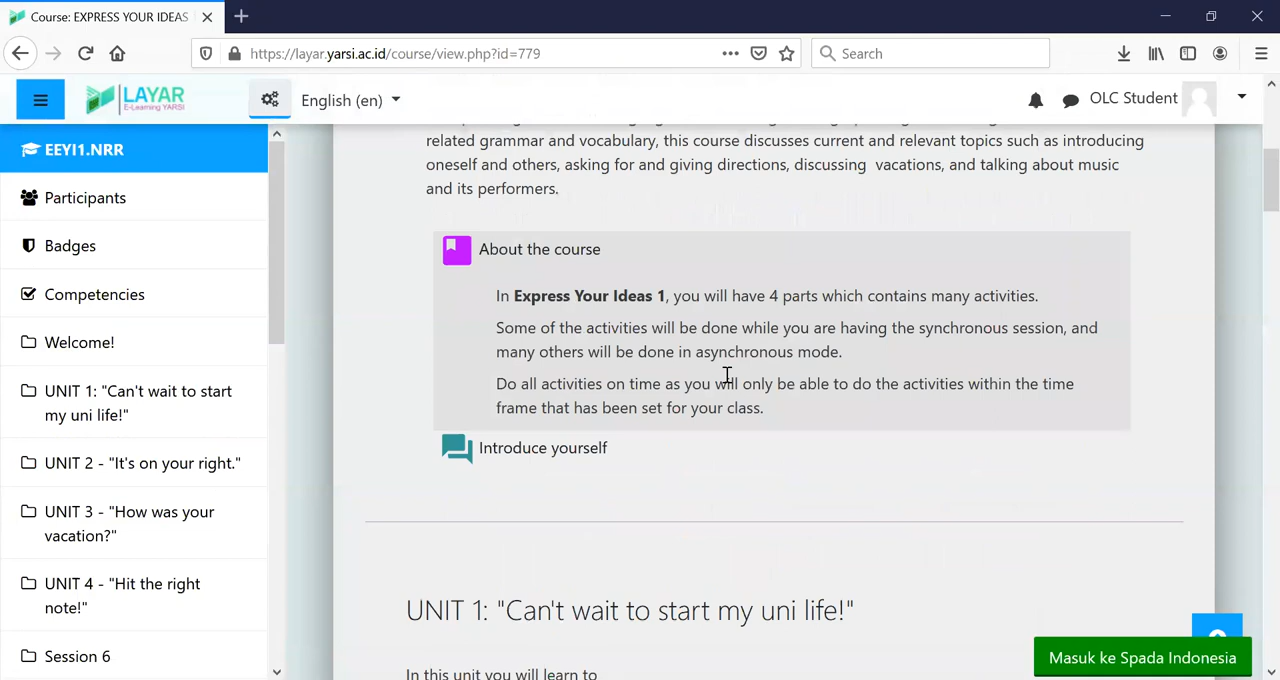 Course: EXPRESS YOUR IDEAS
https://layar.yarsi.ac.id/course/view.php?id=779
Search
LAYAR
E-Learning YARSI
English (en)
OLC Student
EEYI1.NRR
Participants
Badges
Competencies
Welcome!
UNIT 1: "Can't wait to start
my uni life!"
UNIT 2 - "It's on your right."
UNIT 3 - "How was your
vacation?"
UNIT 4 - "Hit the right
note!"
Session 6
related grammar and vocabulary, this course discusses current and relevant topics such as introducing
oneself and others, asking for and giving directions, discussing vacations, and talking about music
and its performers.
About the course
In Express Your Ideas 1, you will have 4 parts which contains many activities.
Some of the activities will be done while you are having the synchronous session, and
many others will be done in asynchronous mode.
Do all activities on time as you will only be able to do the activities within the time
frame that has been set for your class.
Introduce yourself
UNIT 1: "Can't wait to start my uni life!"
In this unit you will learn to
Masuk ke Spada Indonesia